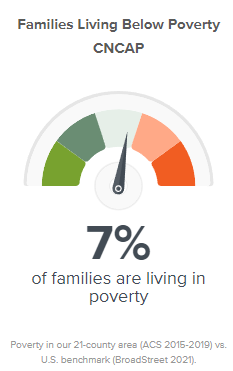 Families Living Below Poverty
CNCAP
7%
of families are living in
poverty
Poverty in our 21-county area (ACS 2015-2019) vs.
U.S. benchmark (BroadStreet 2021).